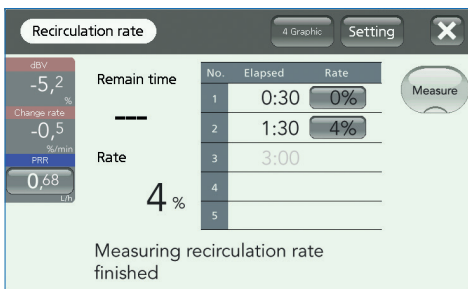 Recirculation rate
4 Graphic
Setting
X
dBV
-5,2
%
Change rate
-0,5
%/min
PRR
0,68
L/h
Remain time
---
Rate
4 %
No. Elapsed Rate
1 0:30 0%
2 1:30 4%
3 3:00
4
5
Measure
Measuring recirculation rate
finished